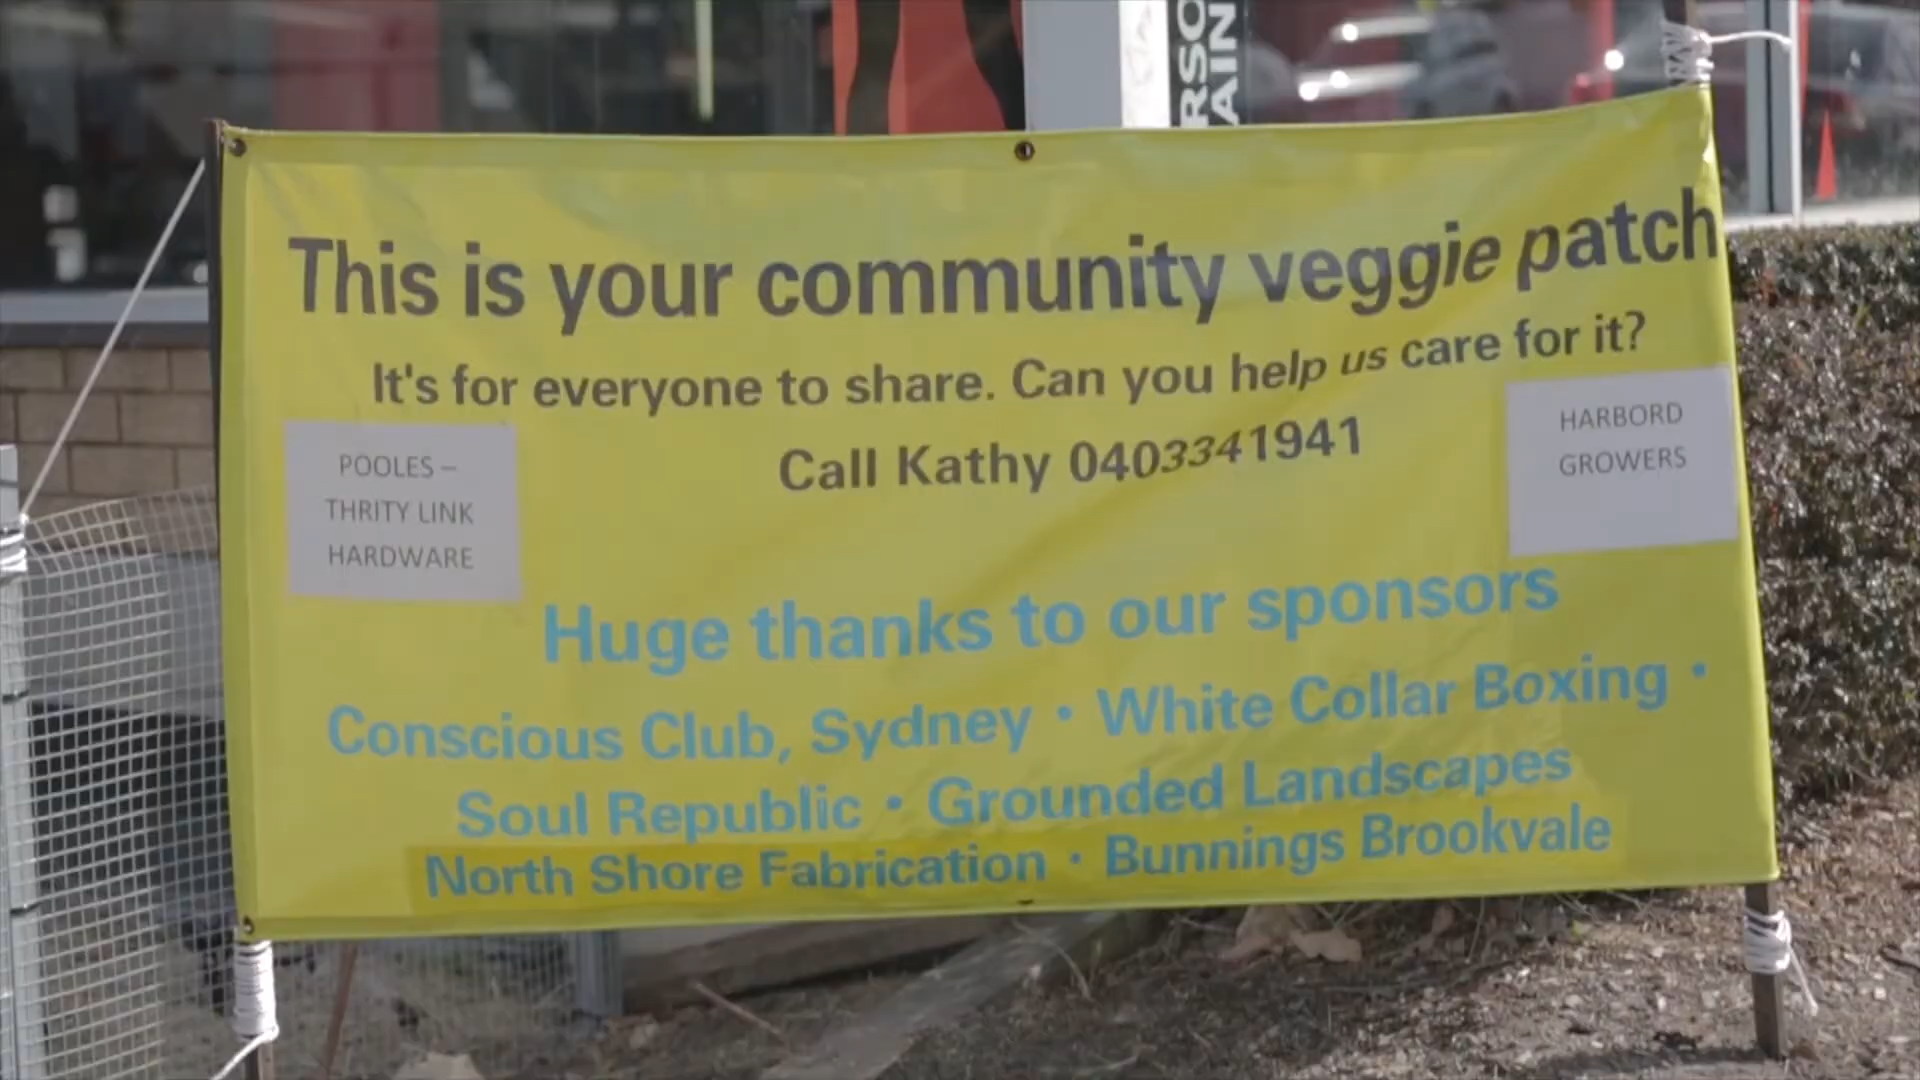 RSO
AIN
This is your community veggie patch
It's for everyone to share. Can you help us care for it?
Call Kathy 0403341941
POOLES –
THRITY LINK
HARDWARE
HARBORD
GROWERS
Huge thanks to our sponsors
Conscious Club, Sydney • White Collar Boxing •
Soul Republic • Grounded Landscapes
North Shore Fabrication • Bunnings Brookvale